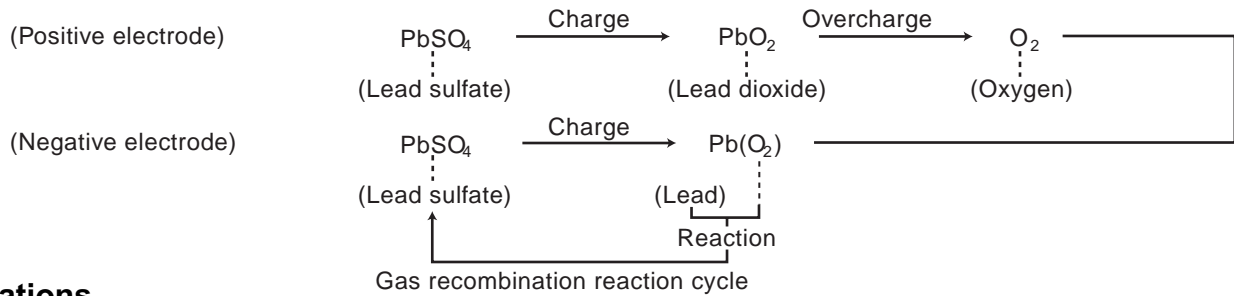 Charge Overcharge
(Positive electrode) PbSO₄ PbO₂ O₂
(Lead sulfate) (Lead dioxide) (Oxygen)
Charge
(Negative electrode) PbSO₄ Pb(O₂)
(Lead sulfate) (Lead)
Reaction
Gas recombination reaction cycle